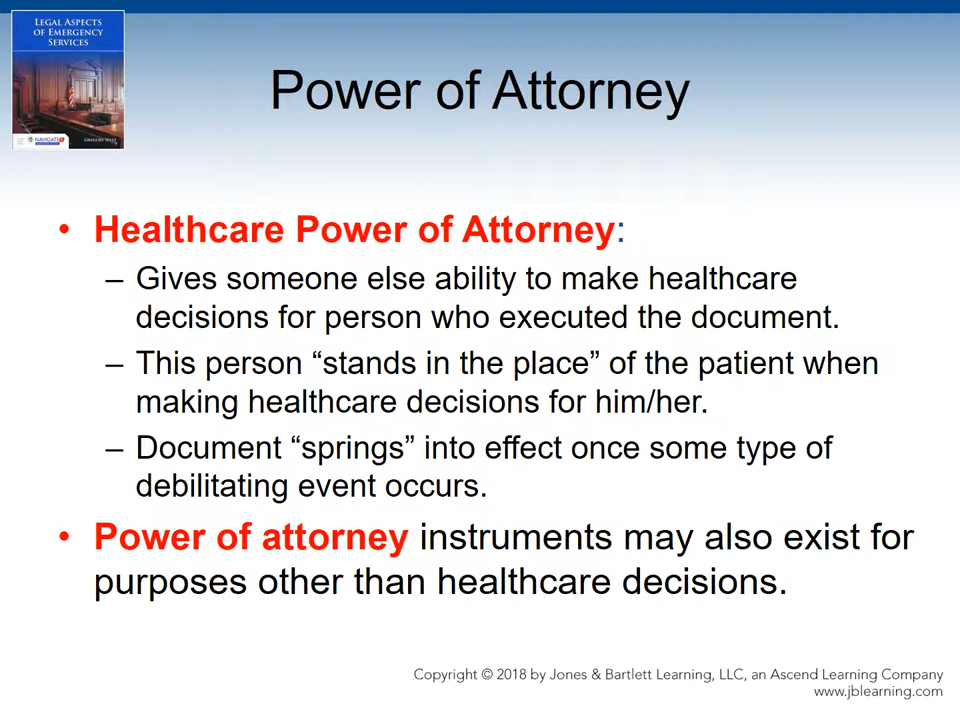 LEGAL ASPECTS
OF EMERGENCY
SERVICES
Power of Attorney
NAVIGATE
• Healthcare Power of Attorney:
– Gives someone else ability to make healthcare
decisions for person who executed the document.
– This person “stands in the place” of the patient when
making healthcare decisions for him/her.
– Document “springs” into effect once some type of
debilitating event occurs.
• Power of attorney instruments may also exist for
purposes other than healthcare decisions.
Copyright © 2018 by Jones & Bartlett Learning, LLC, an Ascend Learning Company
www.jblearning.com